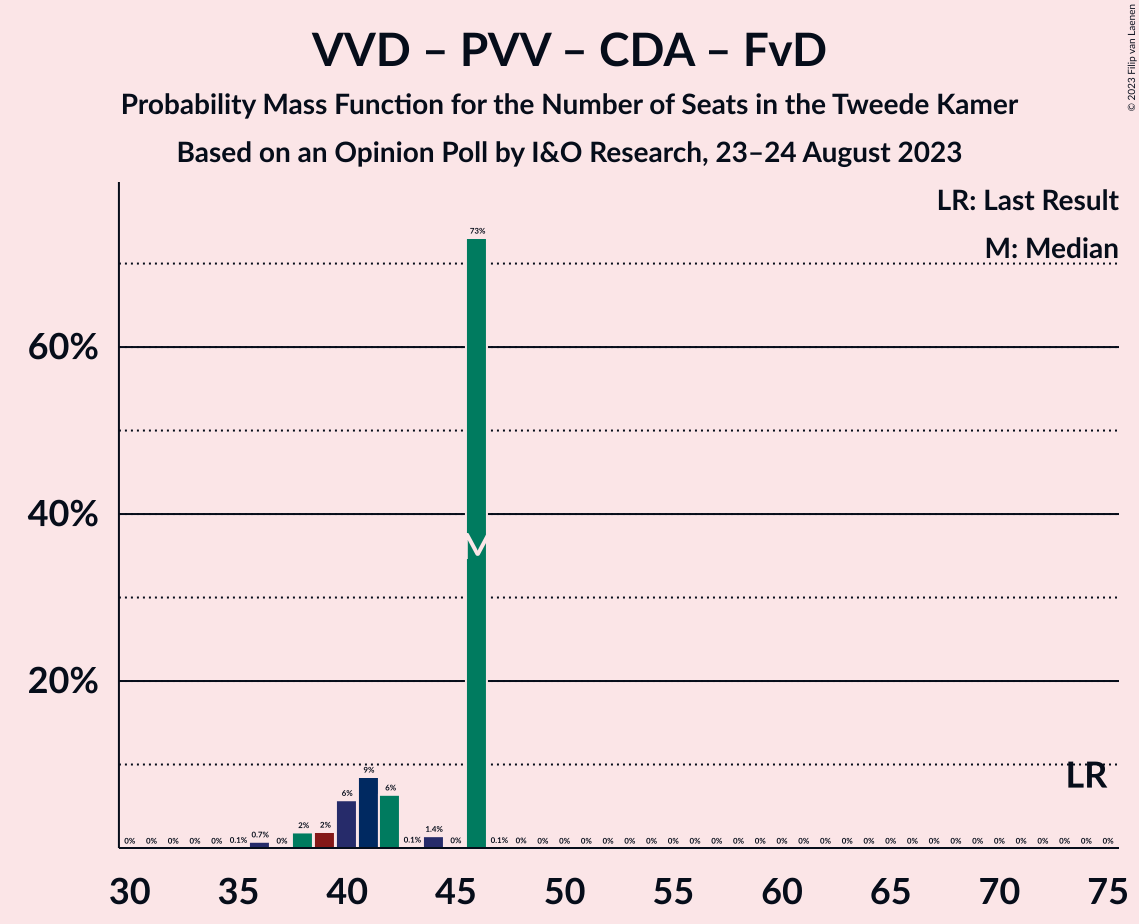 VVD – PVV – CDA – FvD
Probability Mass Function for the Number of Seats in the Tweede Kamer
Based on an Opinion Poll by I&O Research, 23–24 August 2023
© 2023 Filip van Laenen
LR: Last Result
M: Median
73%
60%
40%
M
20%
LR
0% 0% 0% 0% 0% 0.1% 0.7% 0% 2% 2% 6% 9% 6% 0.1% 1.4% 0% 0.1% 0% 0% 0% 0% 0% 0% 0% 0% 0% 0% 0% 0% 0% 0% 0% 0% 0% 0% 0% 0% 0% 0% 0% 0% 0% 0% 0% 0%
30 35 40 45 50 55 60 65 70 75